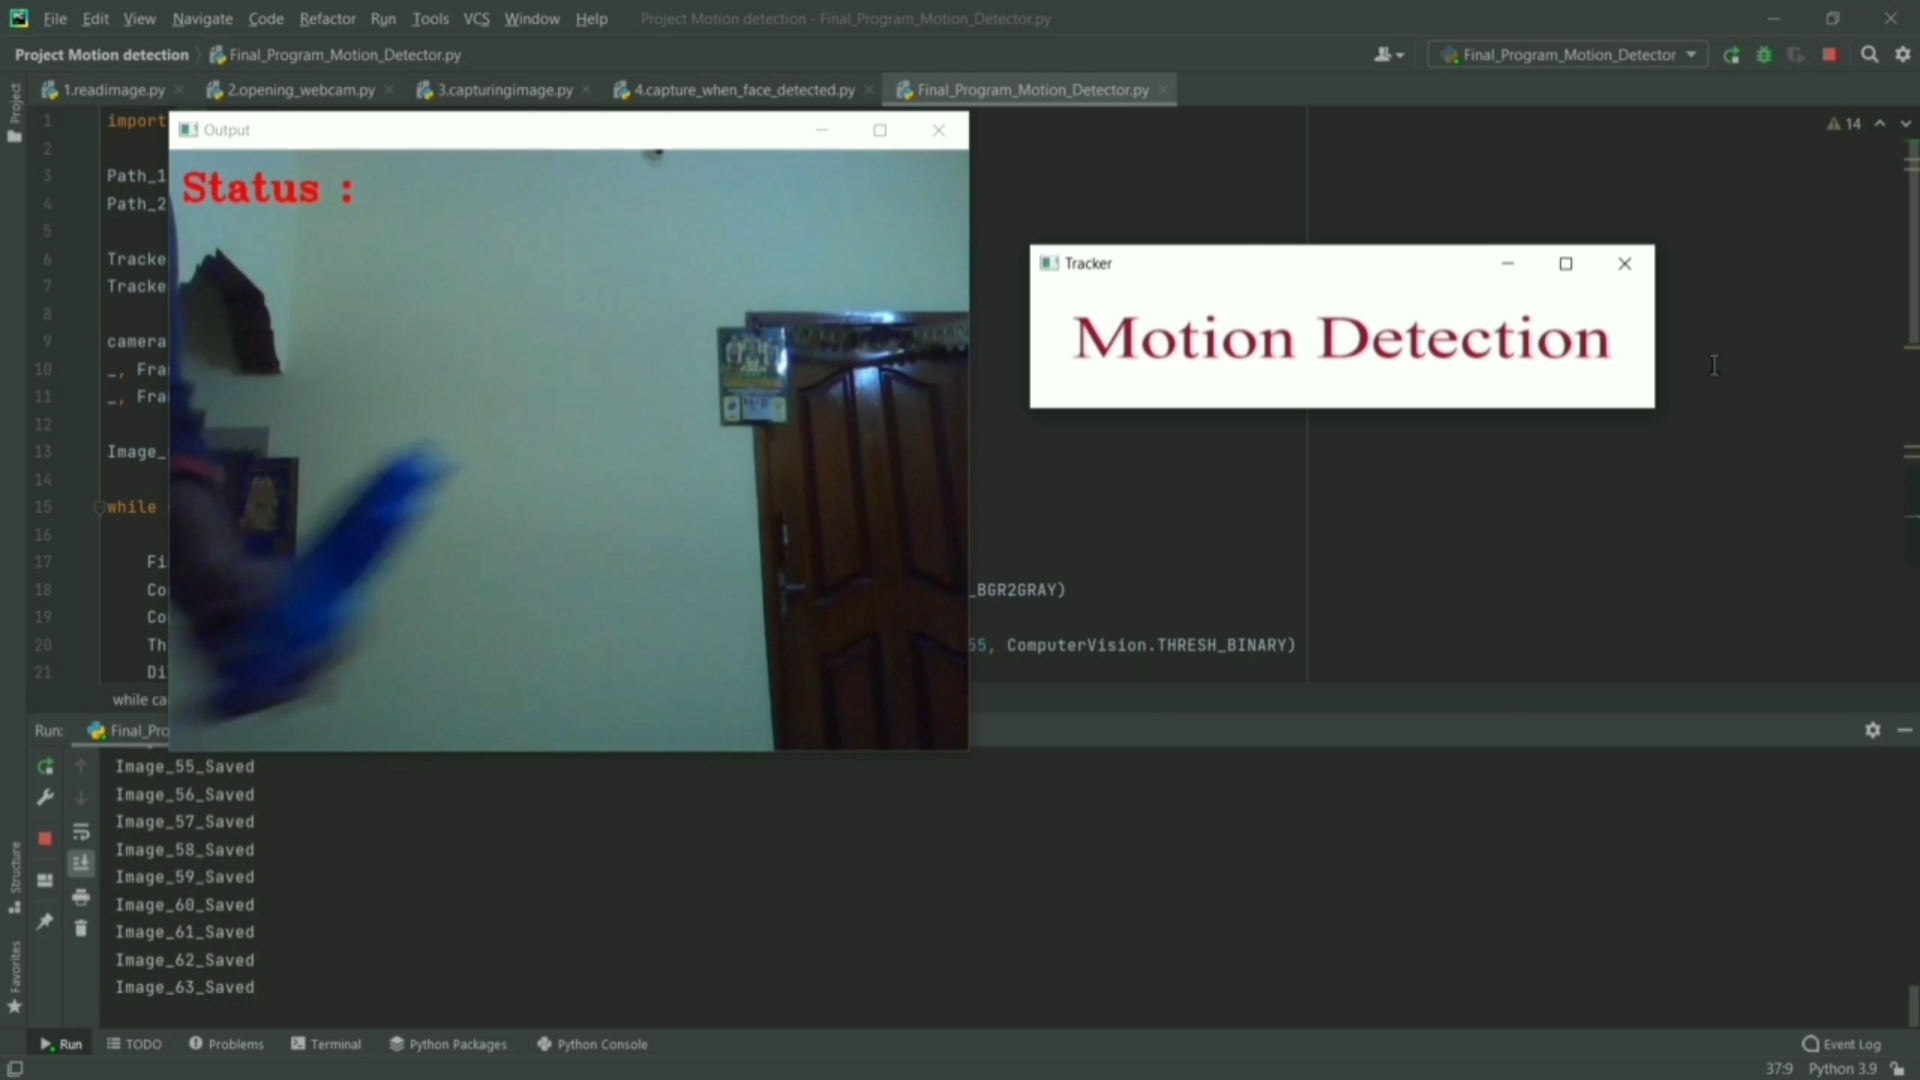 File Edit View Navigate Code Refactor Run Tools VCS Window Help Project Motion detection - Final_Program_Motion_Detector.py
Project Motion detection Final_Program_Motion_Detector.py Final_Program_Motion_Detector
1.readimage.py 2.opening_webcam.py 3.capturingimage.py 4.capture_when_face_detected.py Final_Program_Motion_Detector.py
Project
14
1 import
2
3 Path_1
4 Path_2
5
6 Tracke
7 Tracke
8
9 camera
10 _, Fra
11 _, Fra
12
13 Image_
14
15 while
16
17 Fi
18 Co _BGR2GRAY)
19 Co
20 Th 55, ComputerVision.THRESH_BINARY)
21 Di
while ca
Output
Status :
Tracker
Motion Detection
Run: Final_Pro
Image_55_Saved
Image_56_Saved
Image_57_Saved
Image_58_Saved
Image_59_Saved
Image_60_Saved
Image_61_Saved
Image_62_Saved
Image_63_Saved
Structure
Favorites
Run TODO Problems Terminal Python Packages Python Console Event Log
37:9 Python 3.9